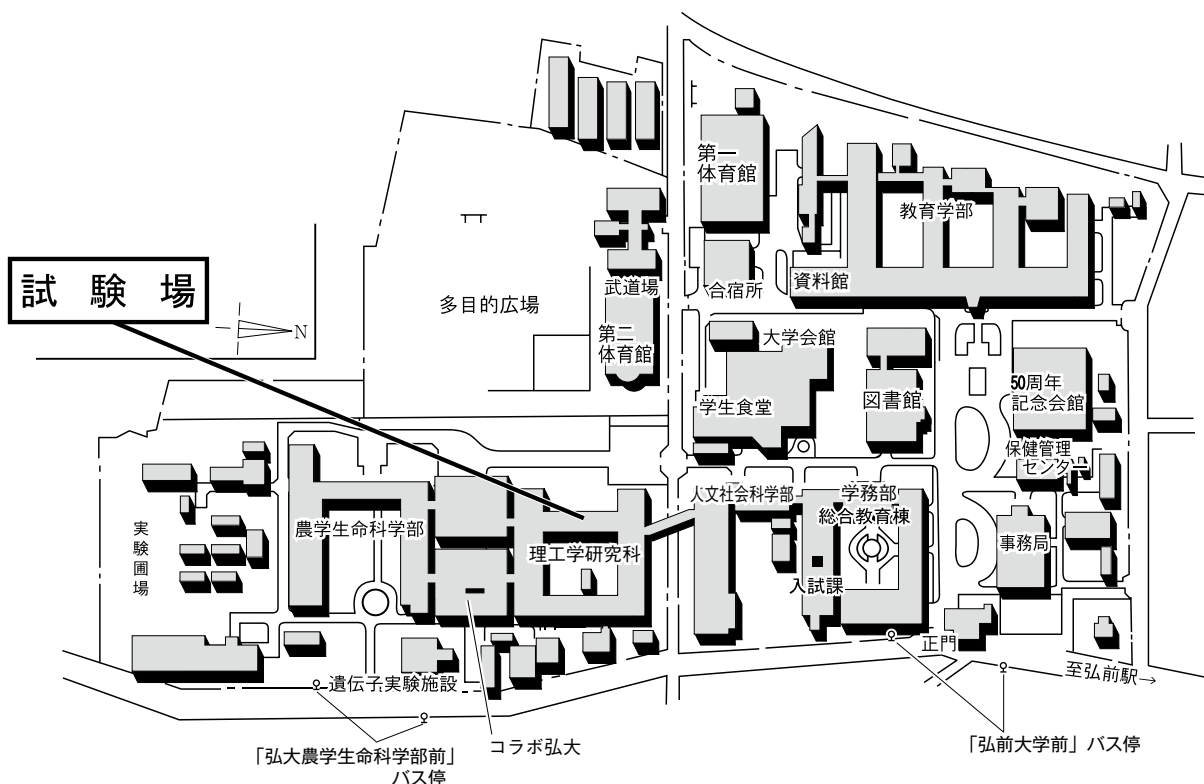 第一
体育館
教育学部
資料館
合宿所
武道場
第二
体育館
多目的広場
試 験 場
N
大学会館
学生食堂
図書館
50周年
記念会館
保健管理
センター
人文社会科学部
学務部
総合教育棟
入試課
事務局
実験圃場
農学生命科学部
理工学研究科
正門
至弘前駅→
遺伝子実験施設
「弘大農学生命科学部前」
バス停
コラボ弘大
「弘前大学前」バス停